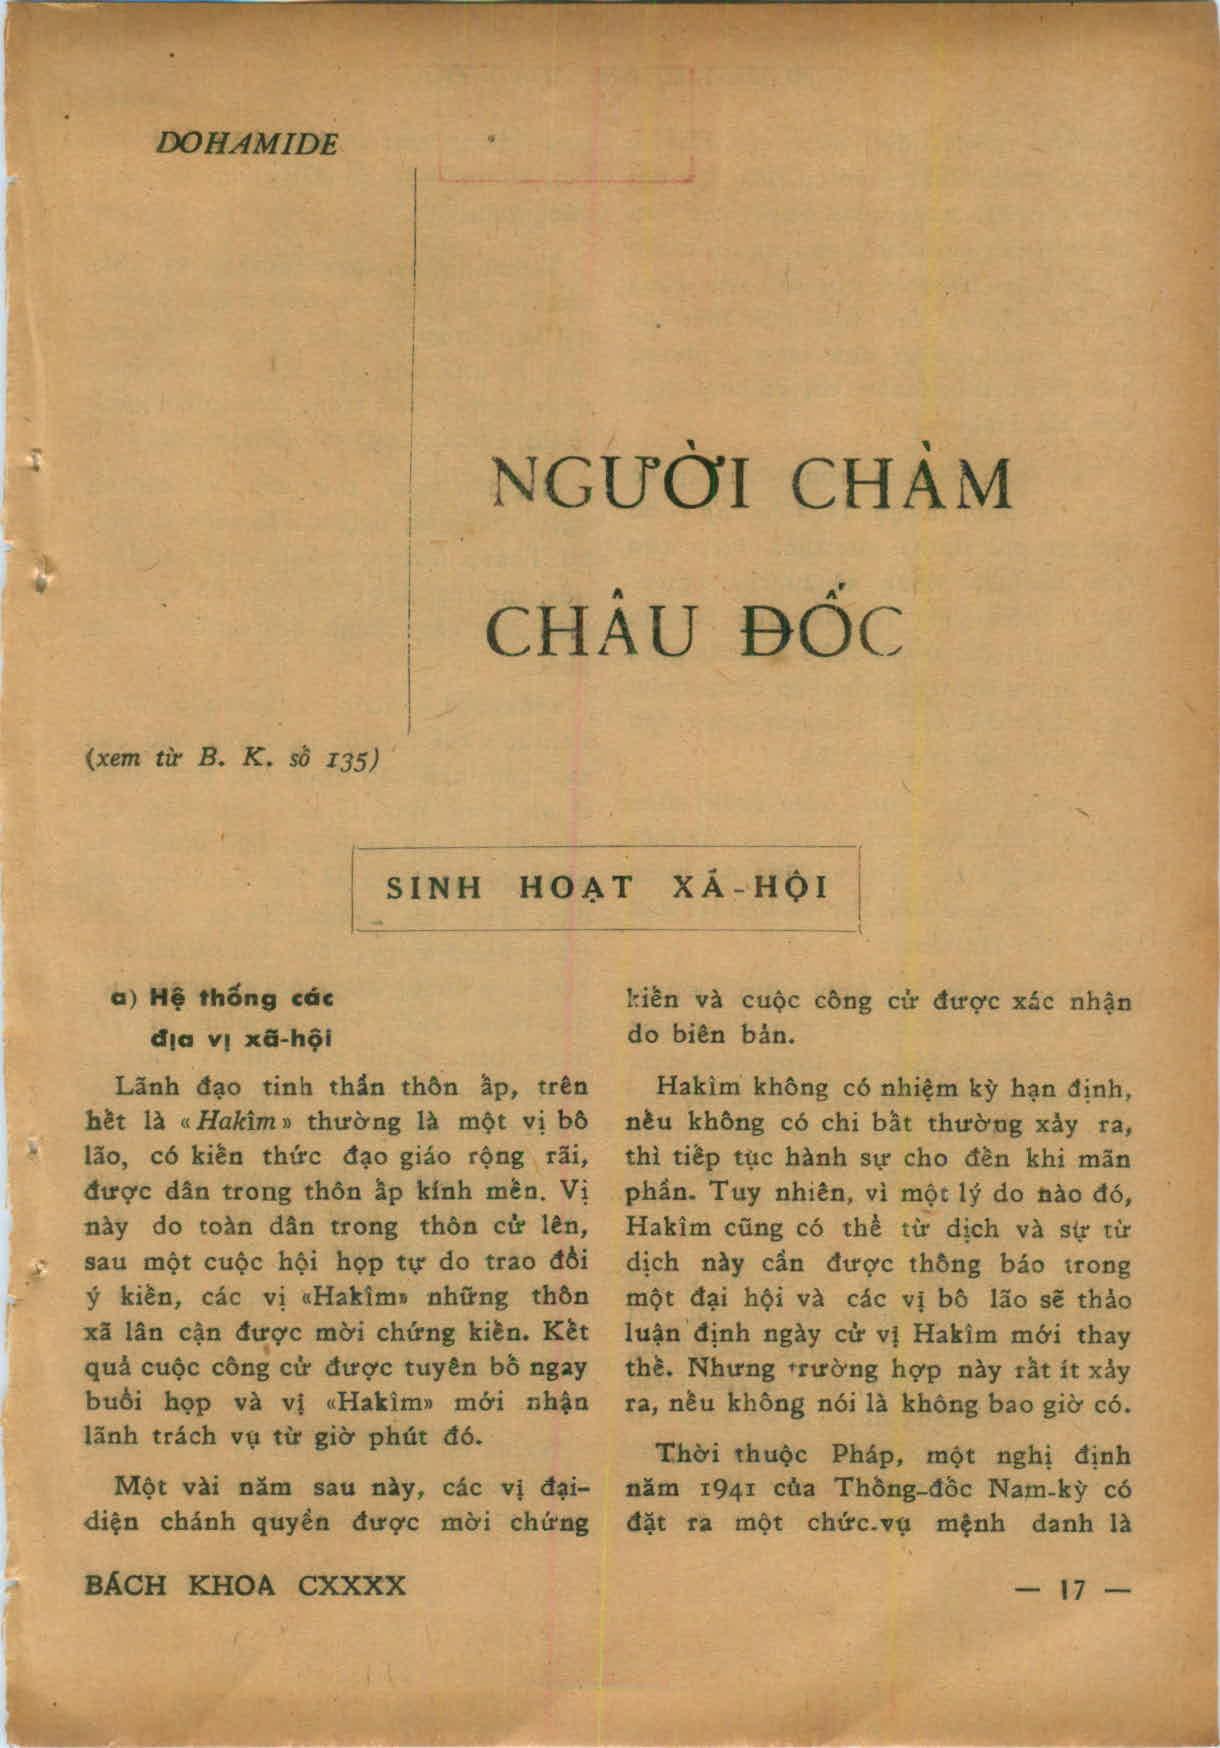 DOHAMIDE
NGƯỜI CHÀM
CHÂU ĐỐC
(xem từ B. K. số 135)
SINH HOẠT XÃ-HỘI
a) Hệ thống các
địa vị xã-hội
Lãnh đạo tinh thần thôn ấp, trên
hết là «Hakîm» thường là một vị bô
lão, có kiến thức đạo giáo rộng rãi,
được dân trong thôn ấp kính mến. Vị
này do toàn dân trong thôn cử lên,
sau một cuộc hội họp tự do trao đổi
ý kiến, các vị «Hakîm» những thôn
xã lân cận được mời chứng kiến. Kết
quả cuộc công cử được tuyên bố ngay
buổi họp và vị «Hakîm» mới nhận
lãnh trách vụ từ giờ phút đó.
Một vài năm sau này, các vị đại-
diện chánh quyền được mời chứng
kiến và cuộc công cử được xác nhận
do biên bản.
Hakîm không có nhiệm kỳ hạn định,
nếu không có chi bất thường xảy ra,
thì tiếp tục hành sự cho đến khi mãn
phần. Tuy nhiên, vì một lý do nào đó,
Hakîm cũng có thể từ dịch và sự từ
dịch này cần được thông báo trong
một đại hội và các vị bô lão sẽ thảo
luận định ngày cử vị Hakîm mới thay
thế. Nhưng trường hợp này rất ít xảy
ra, nếu không nói là không bao giờ có.
Thời thuộc Pháp, một nghị định
năm 1941 của Thống-đốc Nam-kỳ có
đặt ra một chức-vụ mệnh danh là
BÁCH KHOA CXXXX
— 17 —